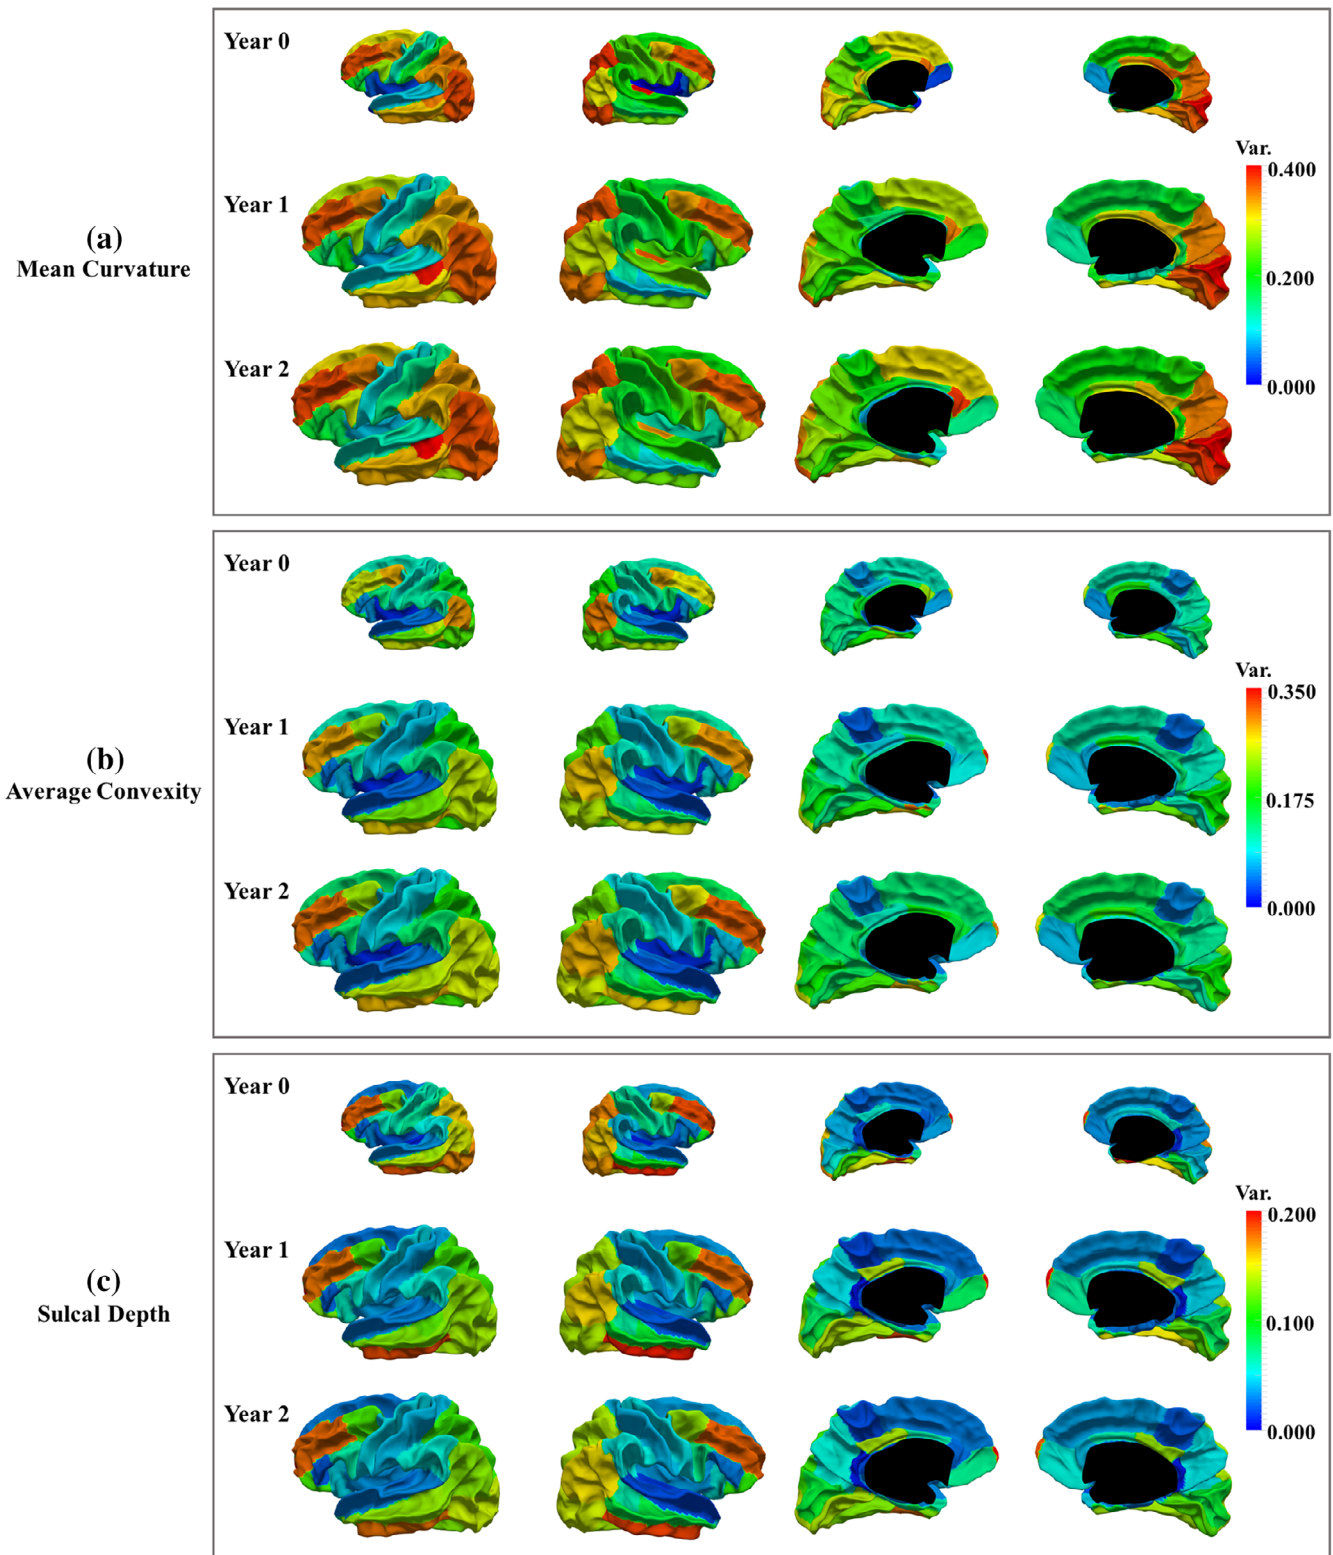 Year 0
Var.
0.400
Year 1
(a)
Mean Curvature
0.200
Year 2
0.000
Year 0
Var.
0.350
Year 1
(b)
Average Convexity
0.175
Year 2
0.000
Year 0
Var.
0.200
Year 1
(c)
Sulcal Depth
0.100
Year 2
0.000